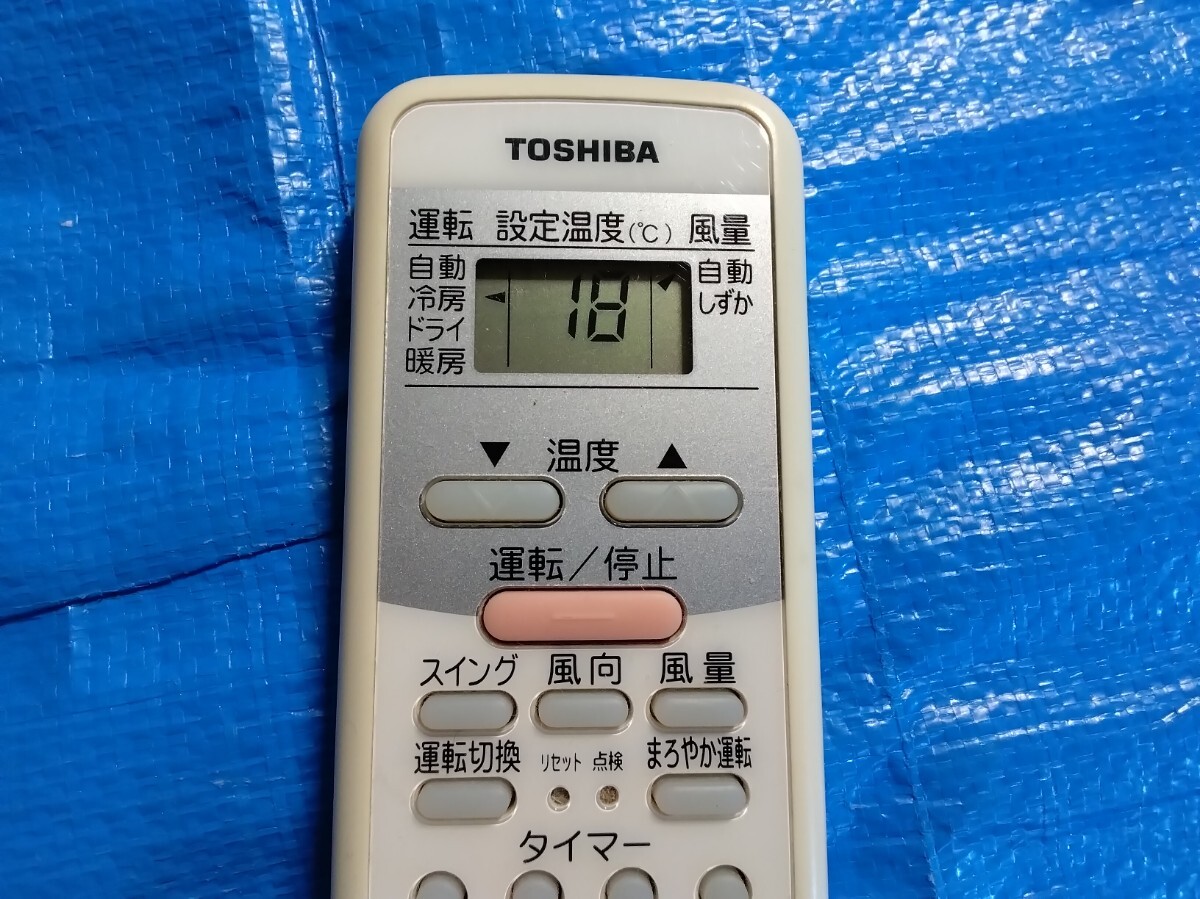 TOSHIBA
運転 設定温度(℃) 風量
自動 自動
冷房 18 しずか
ドライ
暖房
▼ 温度 ▲
運転/停止
スイング 風向 風量
運転切換 リセット 点検 まろやか運転
タイマー